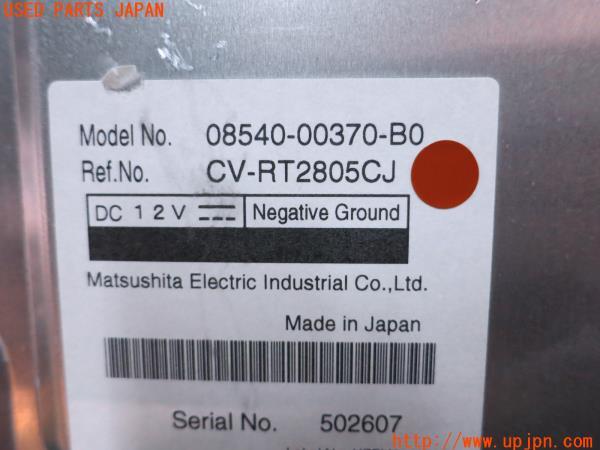 USED PARTS JAPAN
Model No. 08540-00370-B0
Ref.No. CV-RT2805CJ
DC 12V Negative Ground
Matsushita Electric Industrial Co.,Ltd.
Made in Japan
Serial No. 502607
http://www.upjpn.com/